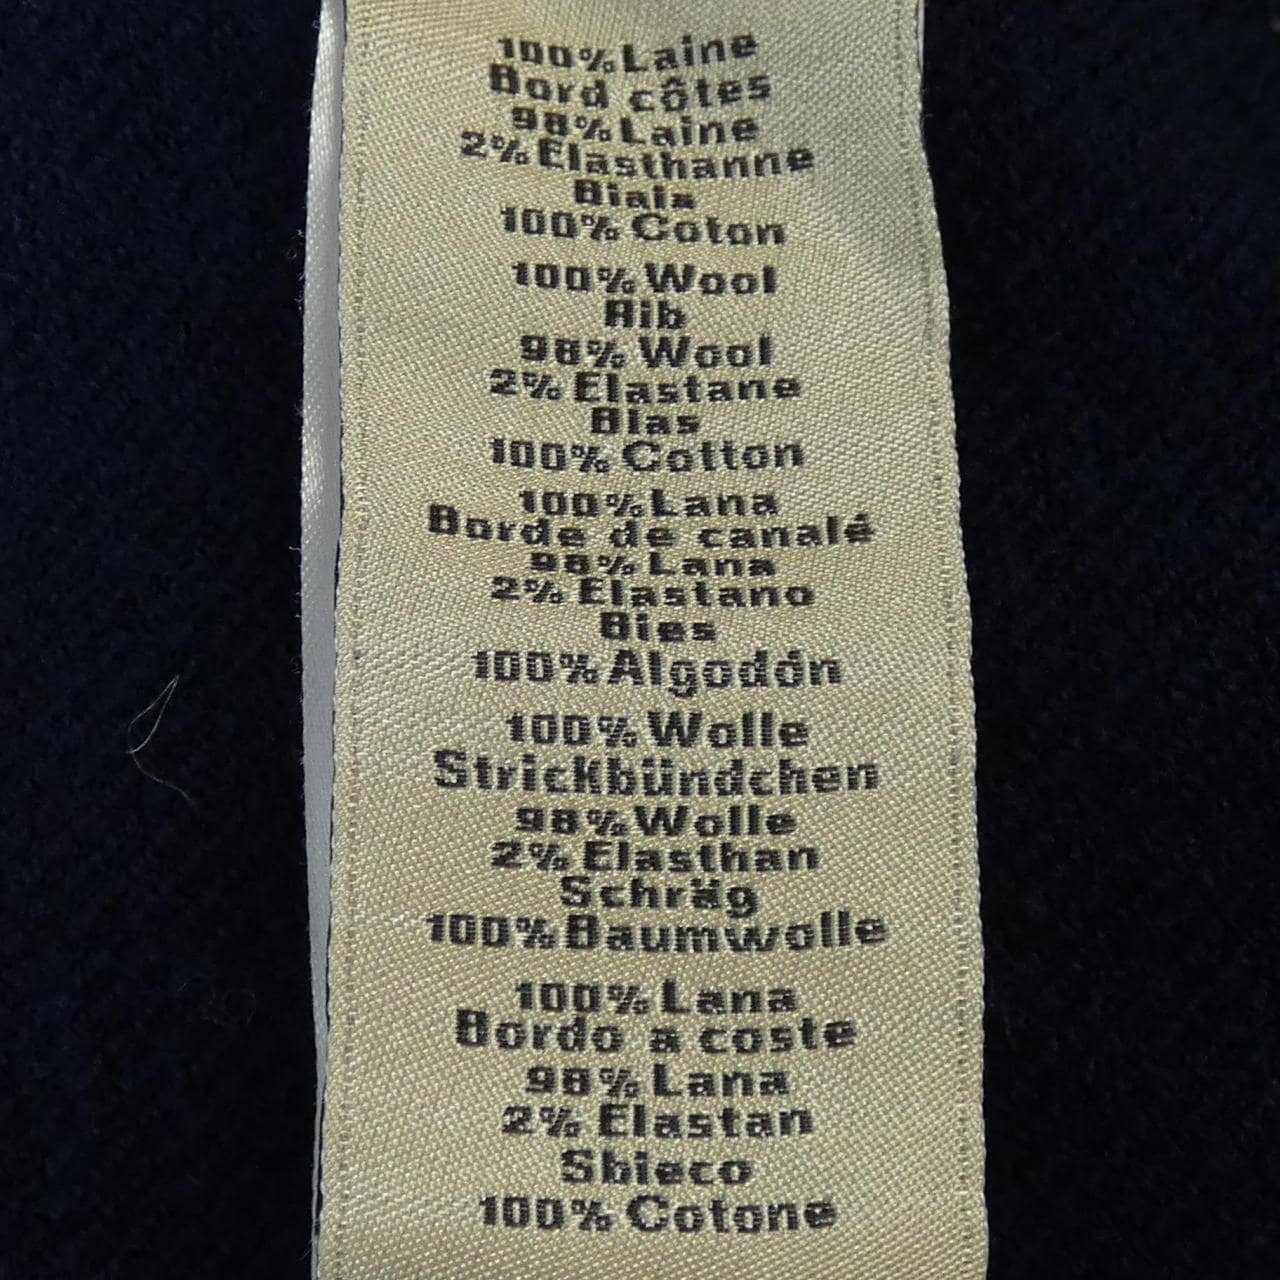 100% Laine
Bord côtes
98% Laine
2% Elasthanne
Biais
100% Coton
100% Wool
Rib
98% Wool
2% Elastane
Bias
100% Cotton
100% Lana
Borde de canalé
98% Lana
2% Elastano
Bies
100% Algodón
100% Wolle
Strickbündchen
98% Wolle
2% Elasthan
Schräg
100% Baumwolle
100% Lana
Bordo a coste
98% Lana
2% Elastan
Sbieco
100% Cotone